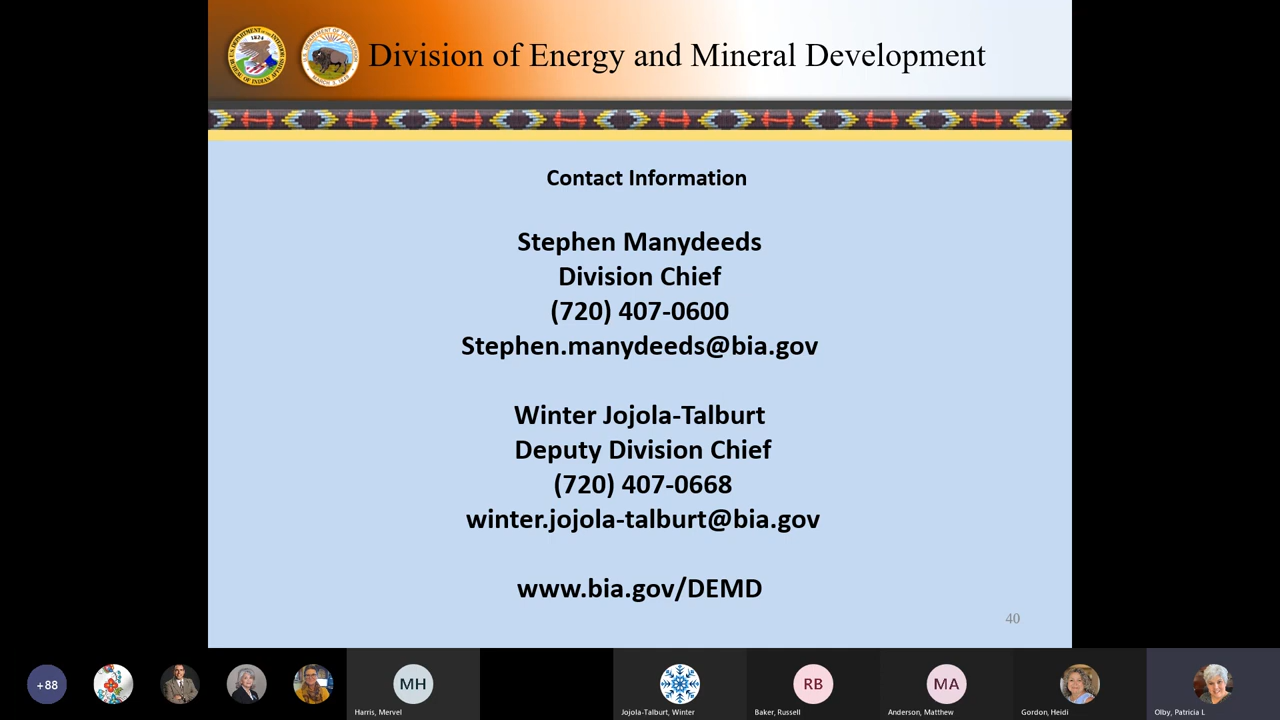 Division of Energy and Mineral Development
Contact Information
Stephen Manydeeds
Division Chief
(720) 407-0600
Stephen.manydeeds@bia.gov
Winter Jojola-Talburt
Deputy Division Chief
(720) 407-0668
winter.jojola-talburt@bia.gov
www.bia.gov/DEMD
40
+88
MH
RB
MA
Harris, Mervel
Jojola-Talburt, Winter
Baker, Russell
Anderson, Matthew
Gordon, Heidi
Olby, Patricia L